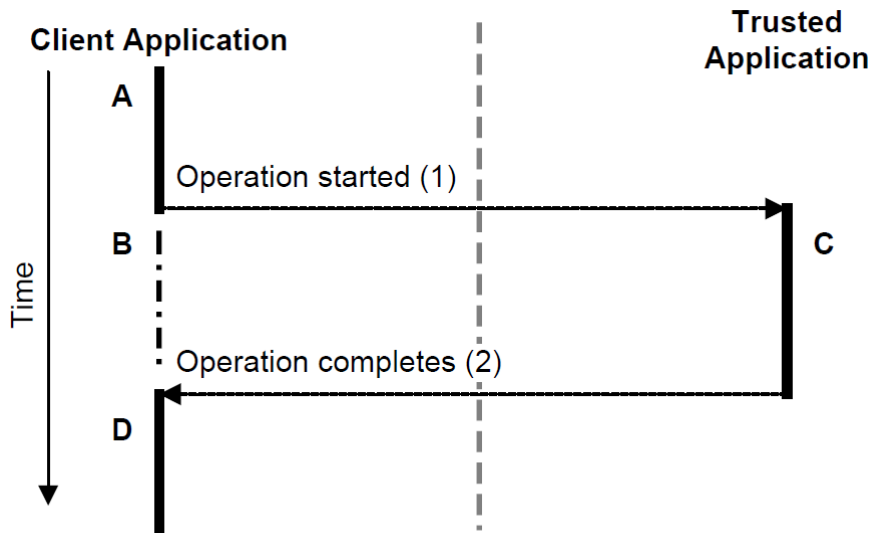 Client Application
Trusted
Application
A
Operation started (1)
B
C
Time
Operation completes (2)
D